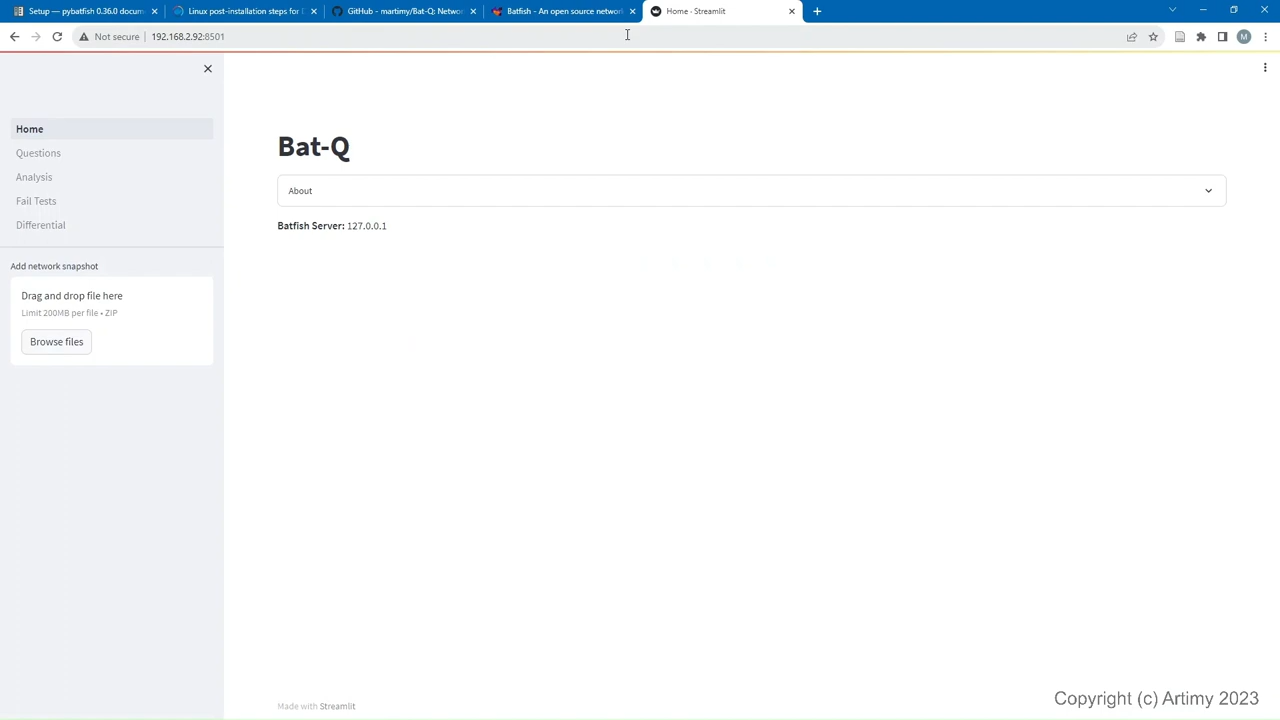 Setup — pybatfish 0.36.0 docum
Linux post-installation steps for D
GitHub - martimy/Bat-Q: Networ
Batfish - An open source network
Home · Streamlit
Not secure
192.168.2.92:8501
M
Home
Questions
Analysis
Fail Tests
Differential
Add network snapshot
Drag and drop file here
Limit 200MB per file • ZIP
Browse files
Bat-Q
About
Batfish Server: 127.0.0.1
Made with Streamlit
Copyright (c) Artimy 2023